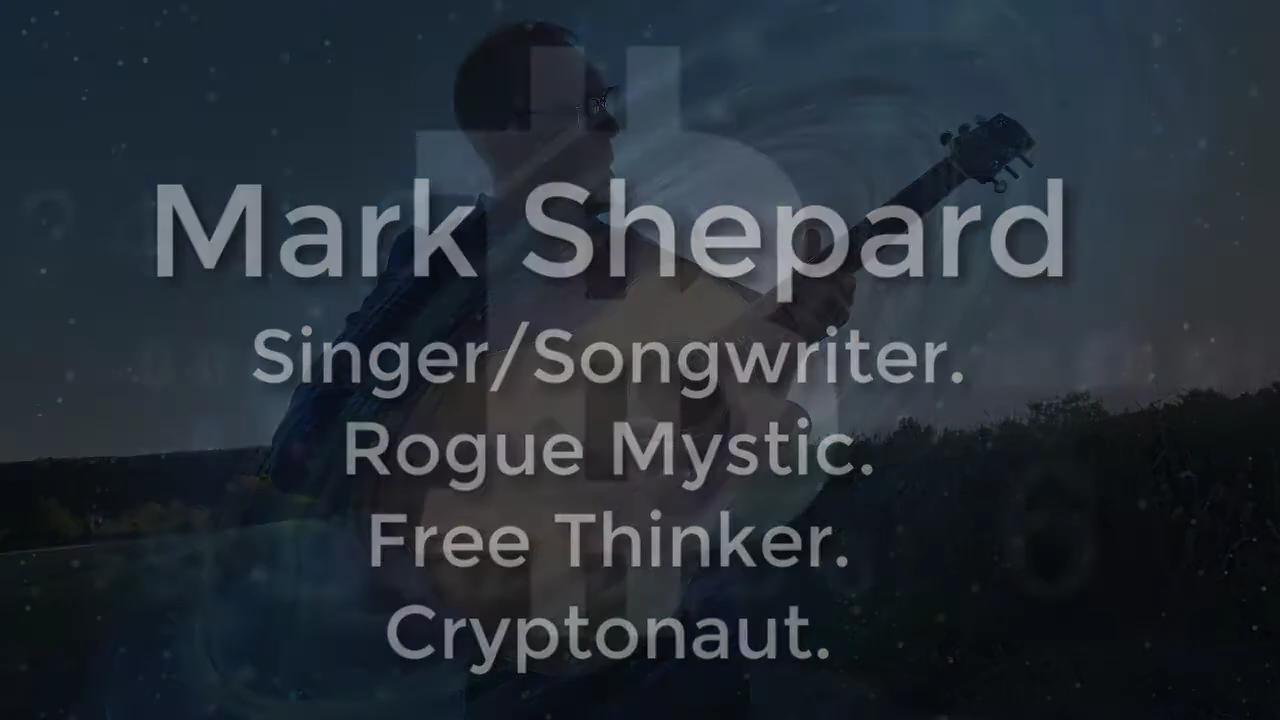 Mark Shepard
Singer/Songwriter.
Rogue Mystic.
Free Thinker.
Cryptonaut.